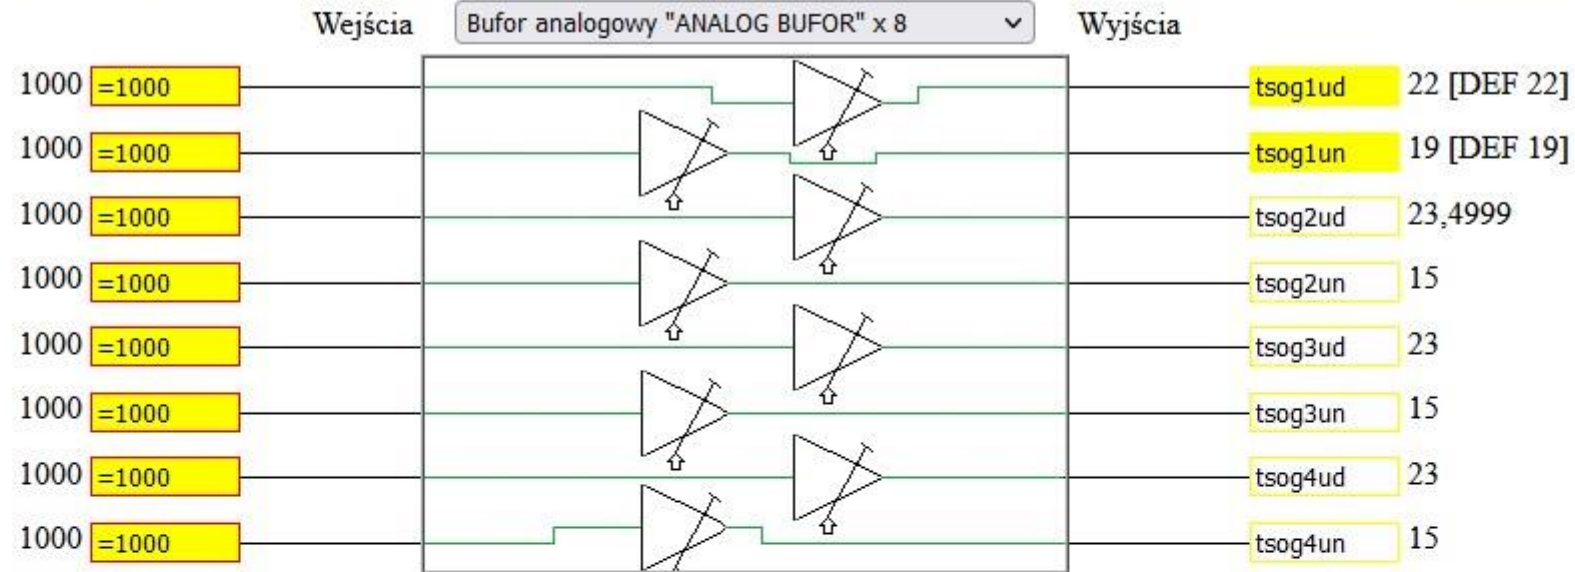 Wejścia Bufor analogowy "ANALOG BUFOR" x 8 Wyjścia
1000 =1000 tsog1ud 22 [DEF 22]
1000 =1000 tsog1un 19 [DEF 19]
1000 =1000 tsog2ud 23,4999
1000 =1000 tsog2un 15
1000 =1000 tsog3ud 23
1000 =1000 tsog3un 15
1000 =1000 tsog4ud 23
1000 =1000 tsog4un 15